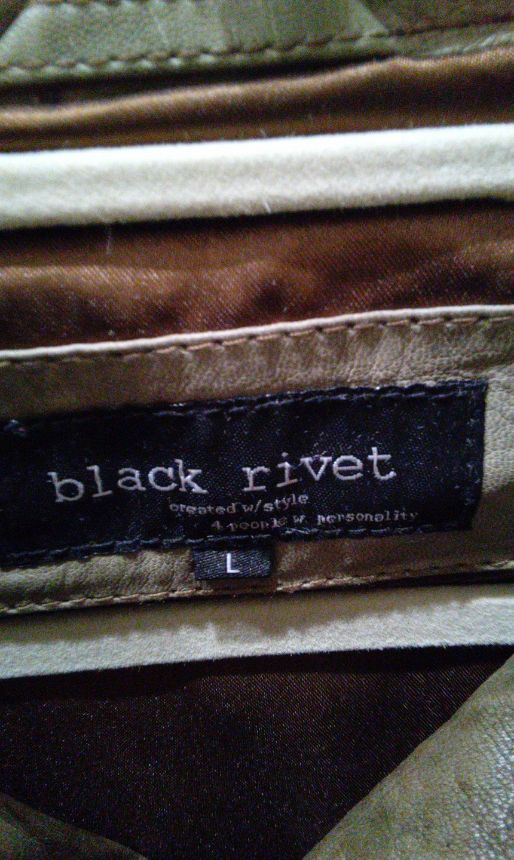 black rivet
created w/style
4 people w. personality
L